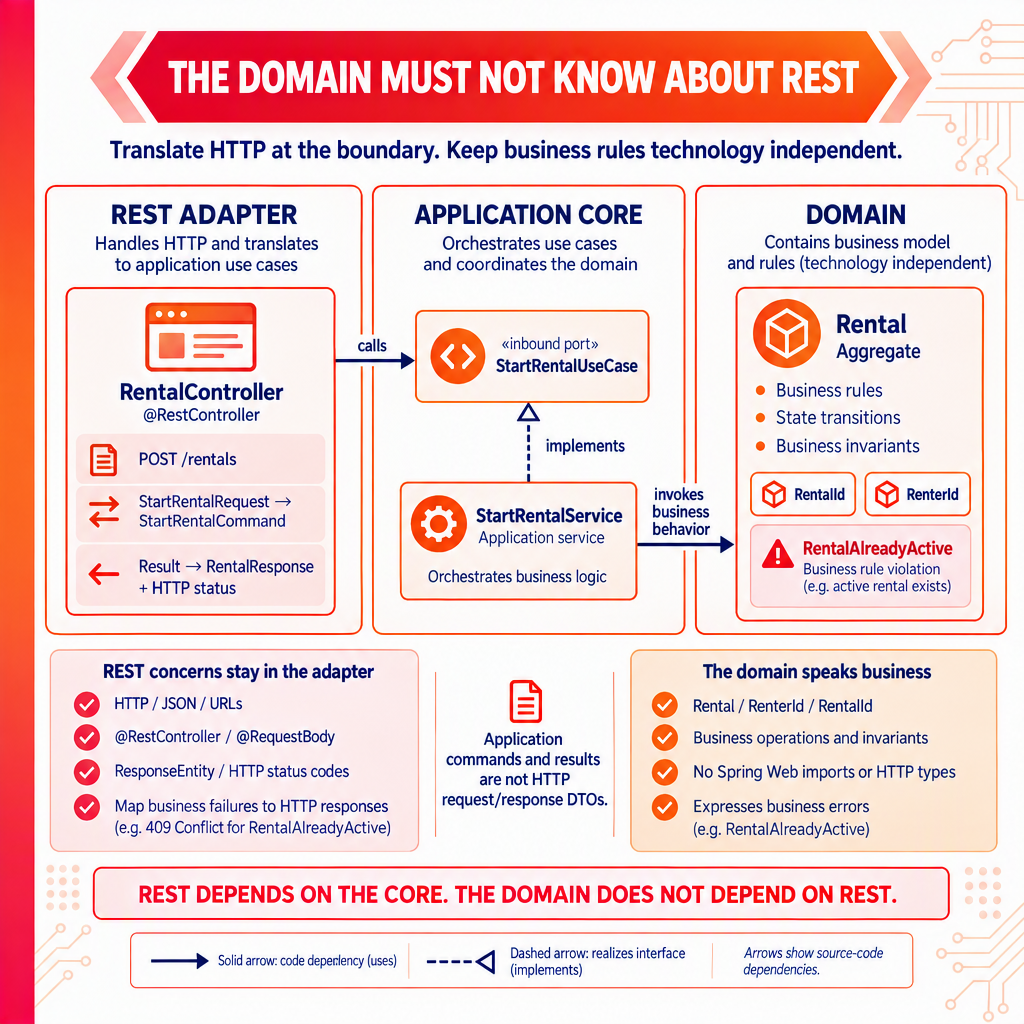 THE DOMAIN MUST NOT KNOW ABOUT REST
Translate HTTP at the boundary. Keep business rules technology independent.
REST ADAPTER
Handles HTTP and translates
to application use cases
RentalController
@RestController
POST /rentals
StartRentalRequest →
StartRentalCommand
Result → RentalResponse
+ HTTP status
calls
APPLICATION CORE
Orchestrates use cases
and coordinates the domain
«inbound port»
StartRentalUseCase
implements
StartRentalService
Application service
Orchestrates business logic
invokes
business
behavior
DOMAIN
Contains business model
and rules (technology independent)
Rental
Aggregate
Business rules
State transitions
Business invariants
RentalId
RenterId
RentalAlreadyActive
Business rule violation
(e.g. active rental exists)
REST concerns stay in the adapter
HTTP / JSON / URLs
@RestController / @RequestBody
ResponseEntity / HTTP status codes
Map business failures to HTTP responses
(e.g. 409 Conflict for RentalAlreadyActive)
Application
commands and results
are not HTTP
request/response DTOs.
The domain speaks business
Rental / RenterId / RentalId
Business operations and invariants
No Spring Web imports or HTTP types
Expresses business errors
(e.g. RentalAlreadyActive)
REST DEPENDS ON THE CORE. THE DOMAIN DOES NOT DEPEND ON REST.
Solid arrow: code dependency (uses)
Dashed arrow: realizes interface
(implements)
Arrows show source-code
dependencies.